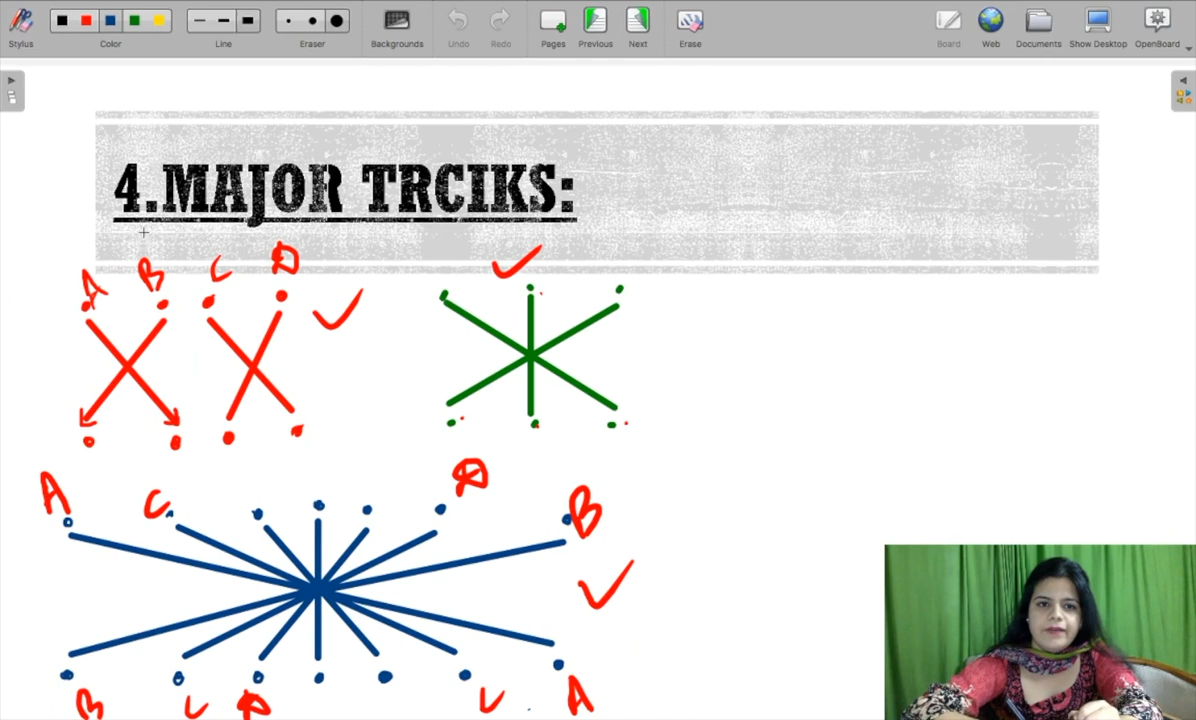 Stylus Color Line Eraser Backgrounds Undo Redo Pages Previous Next Erase Board Web Documents Show Desktop OpenBoard
4.MAJOR TRCIKS:
A B C D
A C D B
B C D C A